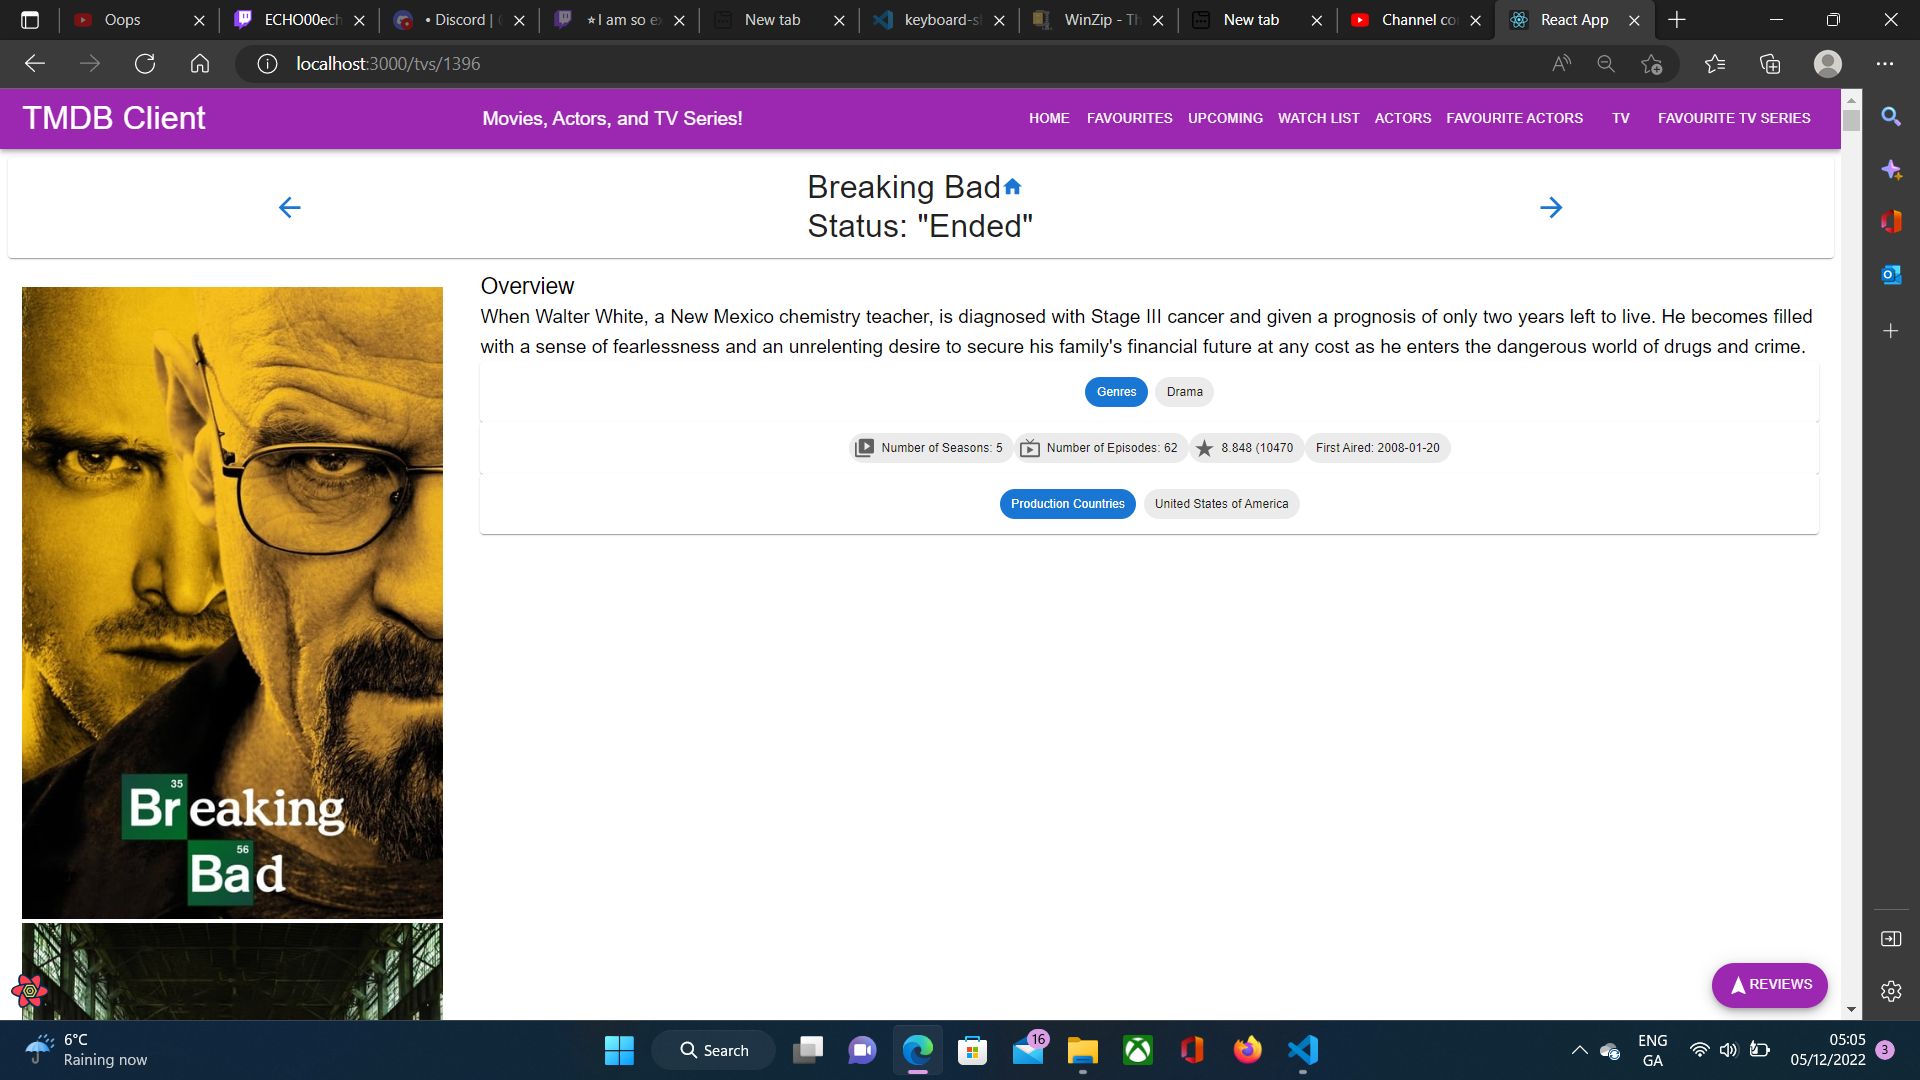 Oops
ECHO00ech
• Discord | (
⭐I am so ex
New tab
keyboard-sh
WinZip - Th
New tab
Channel co
React App
localhost:3000/tvs/1396
TMDB Client
Movies, Actors, and TV Series!
HOME FAVOURITES UPCOMING WATCH LIST ACTORS FAVOURITE ACTORS TV FAVOURITE TV SERIES
Breaking Bad
Status: "Ended"
Overview
When Walter White, a New Mexico chemistry teacher, is diagnosed with Stage III cancer and given a prognosis of only two years left to live. He becomes filled
with a sense of fearlessness and an unrelenting desire to secure his family's financial future at any cost as he enters the dangerous world of drugs and crime.
Genres Drama
Number of Seasons: 5 Number of Episodes: 62 8.848 (10470 First Aired: 2008-01-20
Production Countries United States of America
35
Breaking
56
Bad
REVIEWS
6°C
Raining now
Search
16
ENG
GA
05:05
05/12/2022
3